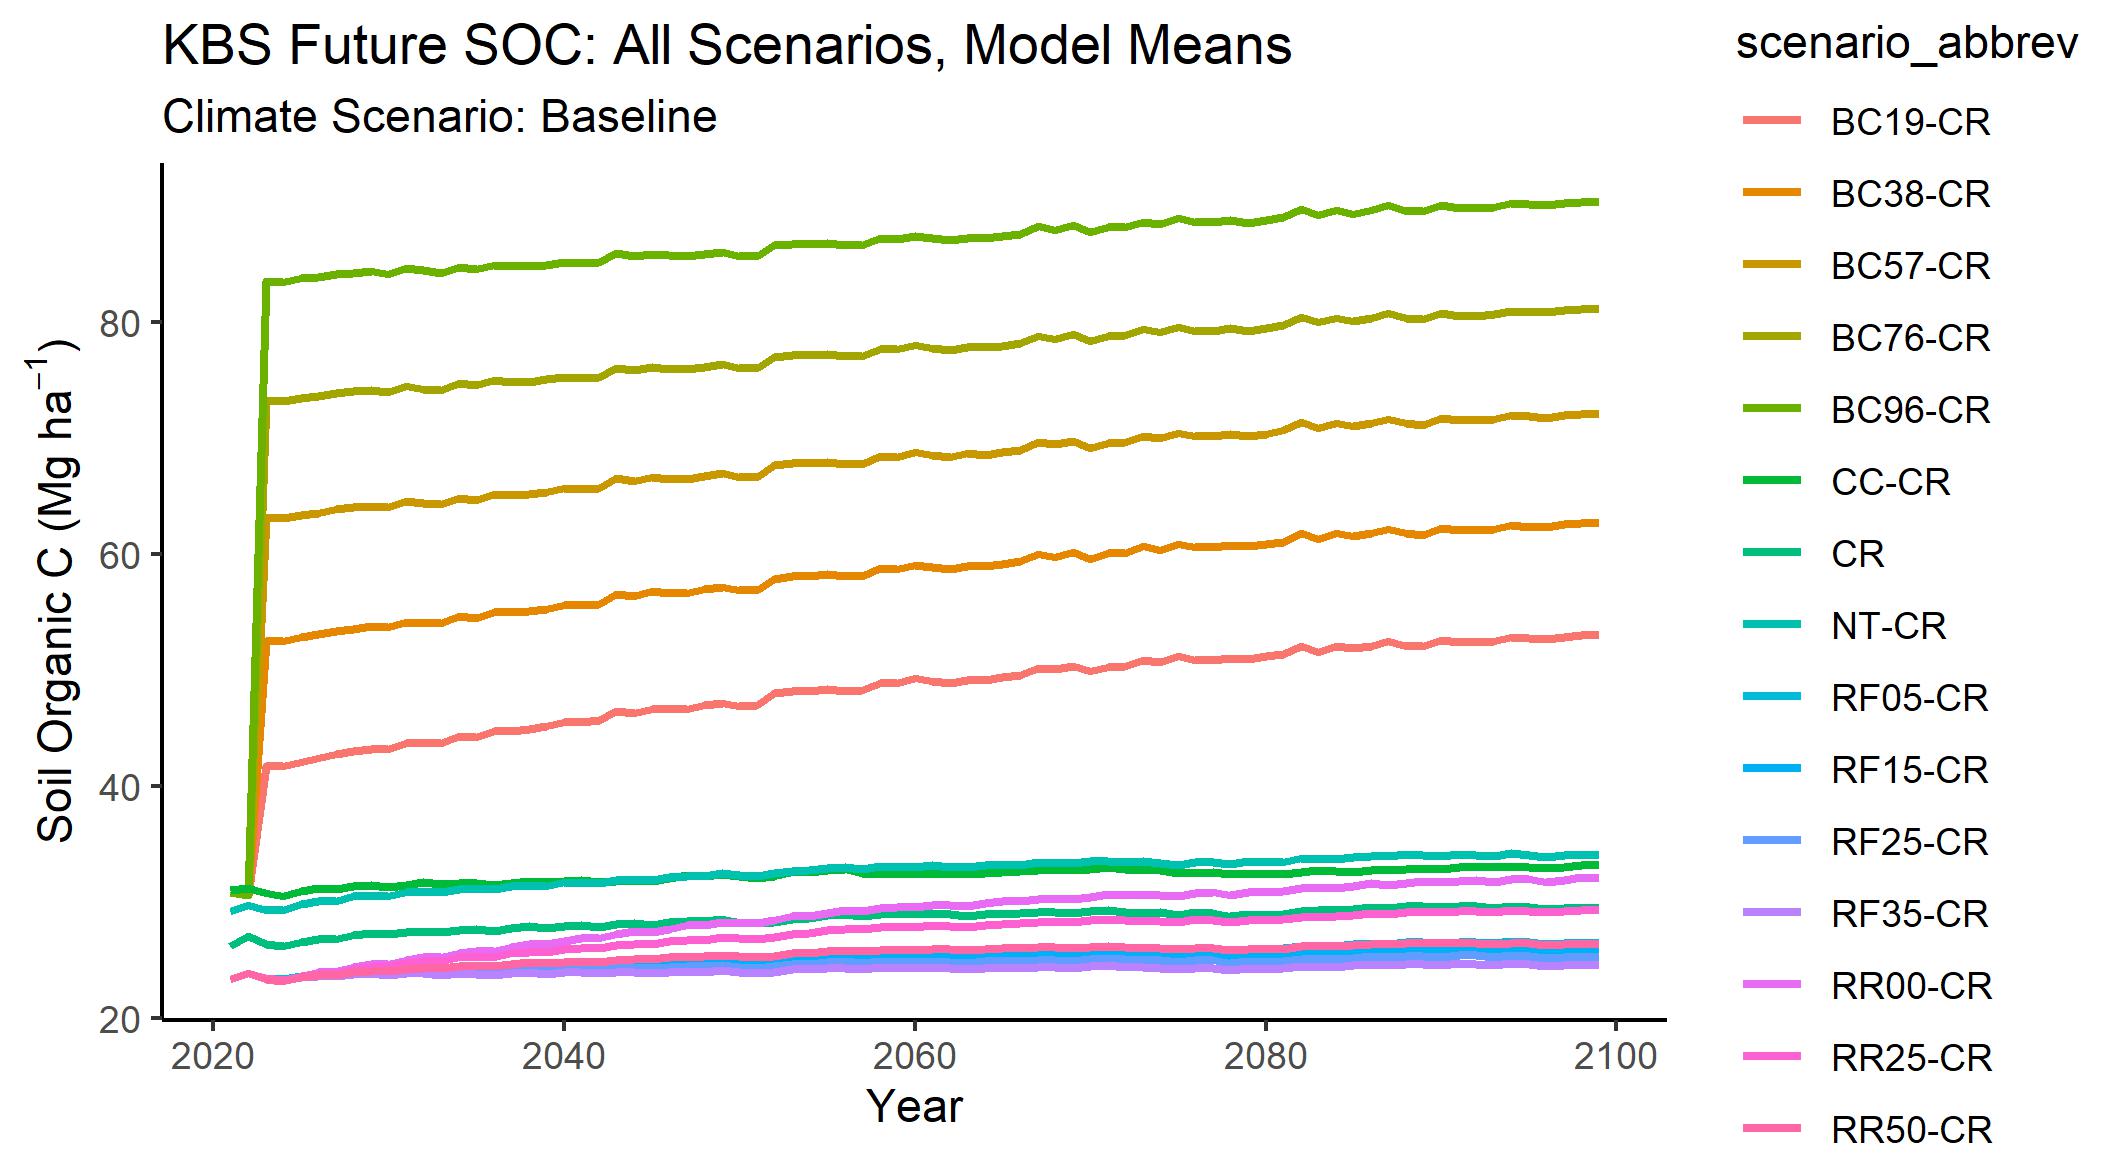 KBS Future SOC: All Scenarios, Model Means
Climate Scenario: Baseline
Soil Organic C (Mg ha⁻¹)
80
60
40
20
2020 2040 2060 2080 2100
Year
scenario_abbrev
BC19-CR
BC38-CR
BC57-CR
BC76-CR
BC96-CR
CC-CR
CR
NT-CR
RF05-CR
RF15-CR
RF25-CR
RF35-CR
RR00-CR
RR25-CR
RR50-CR